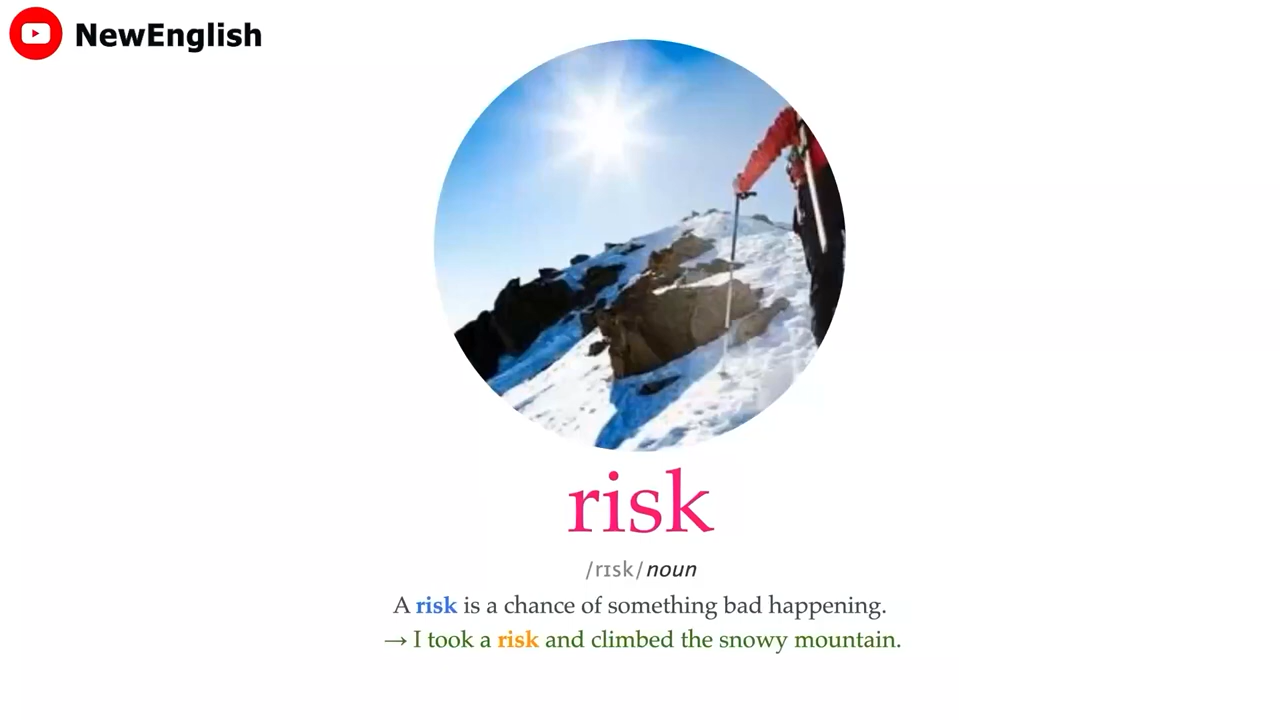 NewEnglish
risk
/rɪsk/noun
A risk is a chance of something bad happening.
→ I took a risk and climbed the snowy mountain.